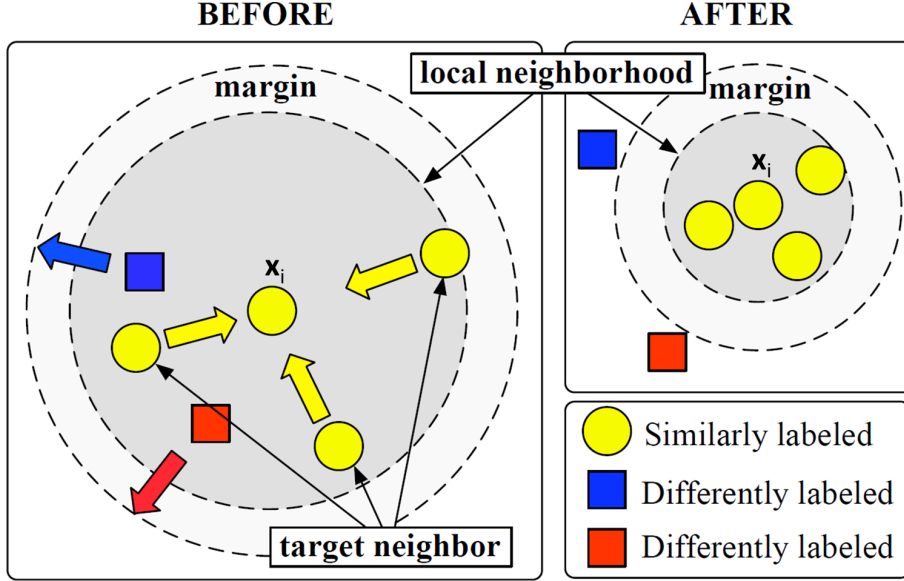 BEFORE
AFTER
margin
local neighborhood
margin
xi
xi
target neighbor
Similarly labeled
Differently labeled
Differently labeled